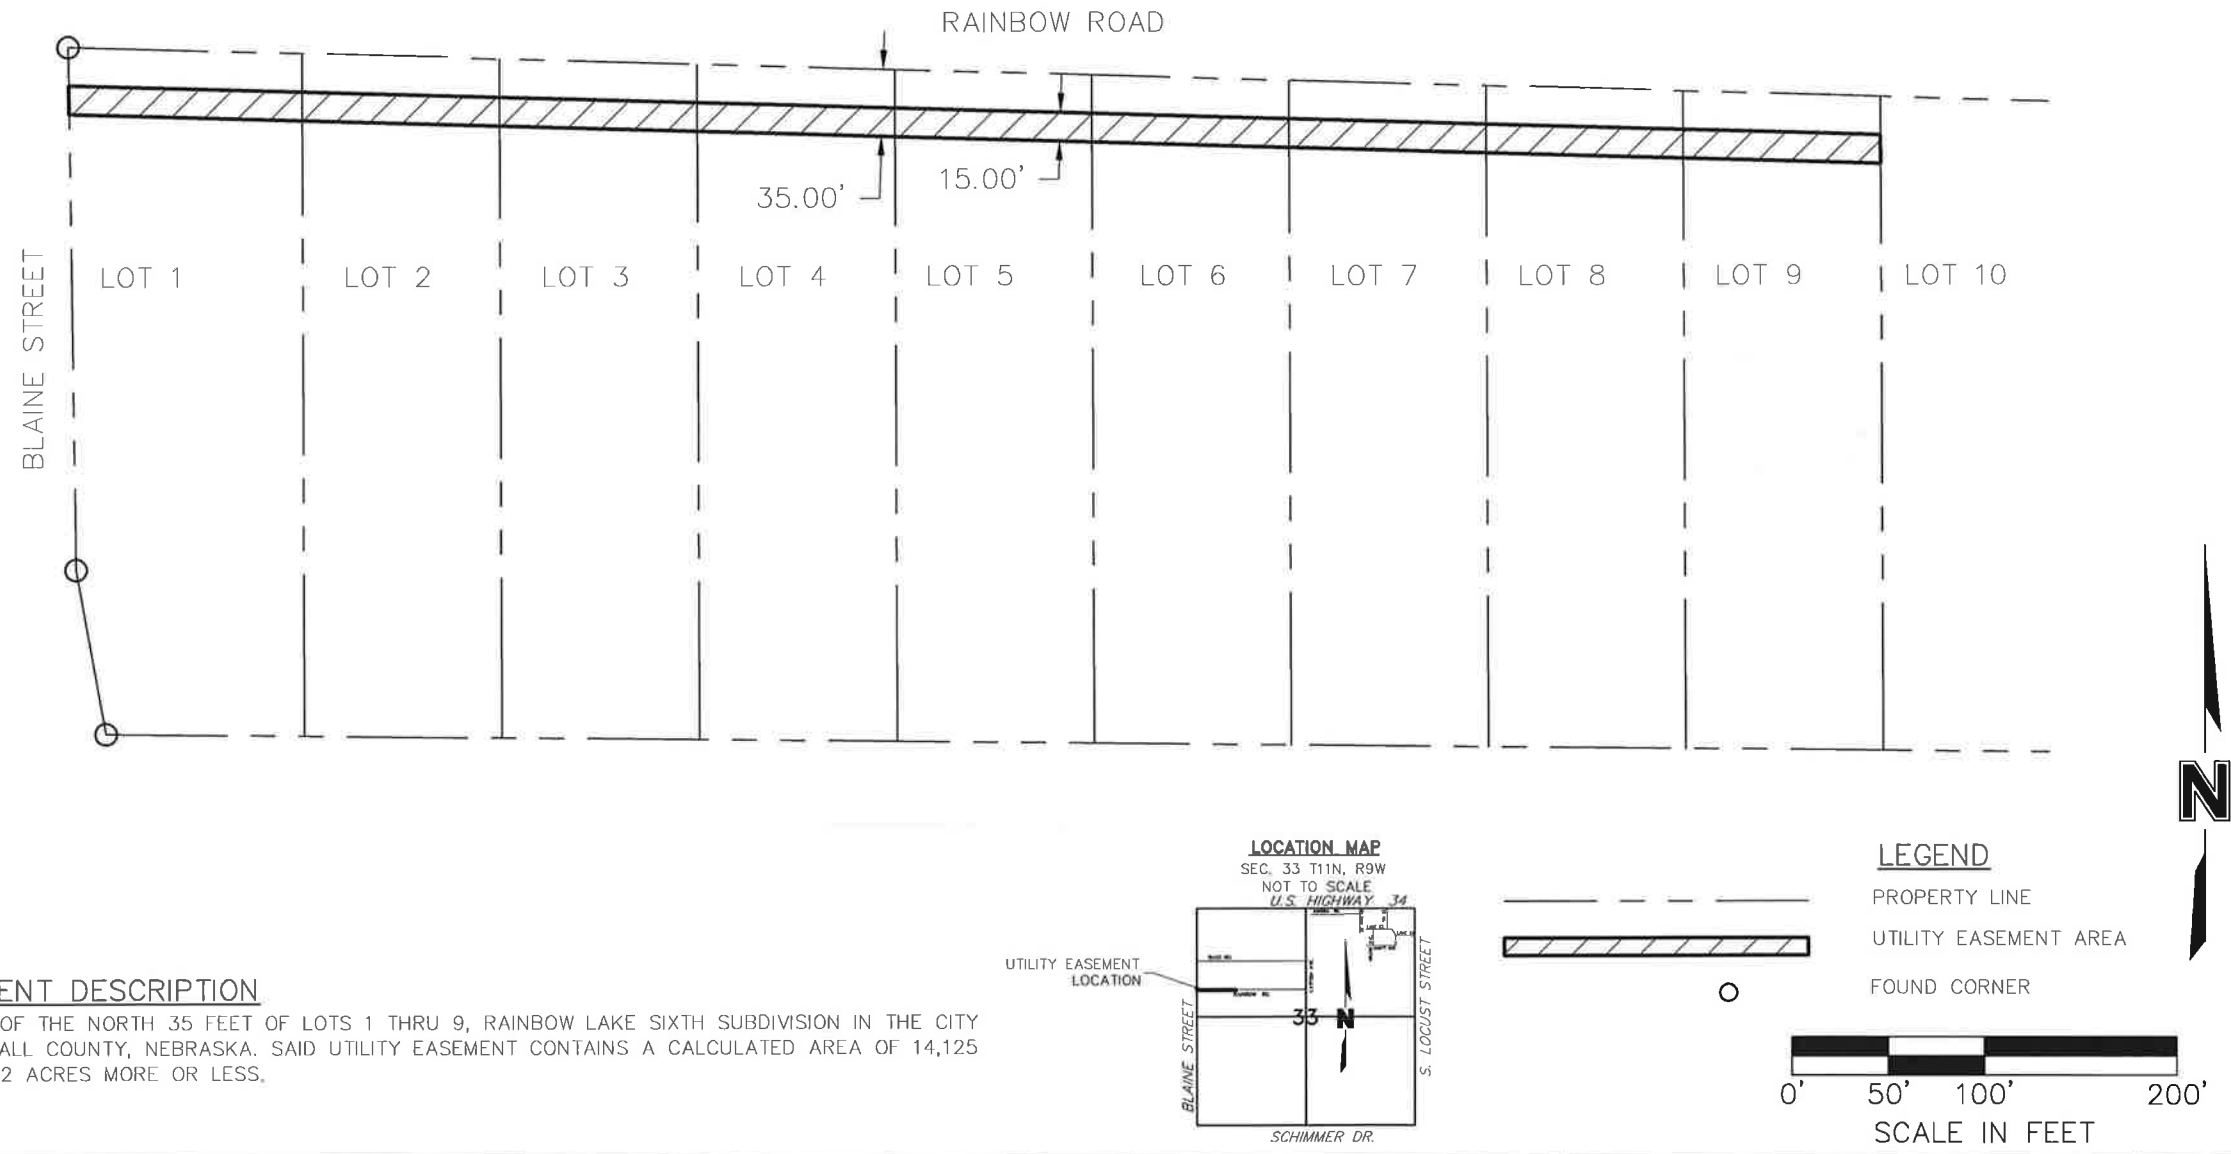 RAINBOW ROAD
35.00'
15.00'
BLAINE STREET
LOT 1
LOT 2
LOT 3
LOT 4
LOT 5
LOT 6
LOT 7
LOT 8
LOT 9
LOT 10
N
LOCATION MAP
SEC. 33 T11N, R9W
NOT TO SCALE
U.S. HIGHWAY 34
UTILITY EASEMENT
LOCATION
RAINBOW RD.
BLAINE STREET
S. LOCUST STREET
33
N
SCHIMMER DR.
LEGEND
PROPERTY LINE
UTILITY EASEMENT AREA
FOUND CORNER
0' 50' 100' 200'
SCALE IN FEET
ENT DESCRIPTION
OF THE NORTH 35 FEET OF LOTS 1 THRU 9, RAINBOW LAKE SIXTH SUBDIVISION IN THE CITY
ALL COUNTY, NEBRASKA. SAID UTILITY EASEMENT CONTAINS A CALCULATED AREA OF 14,125
2 ACRES MORE OR LESS.